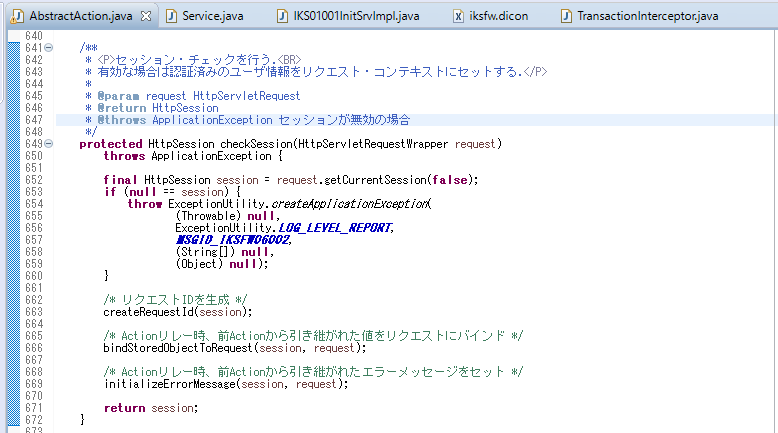 AbstractAction.java Service.java IKS01001InitSrvImpl.java iksfw.dicon TransactionInterceptor.java
640
641 /**
642 * <P>セッション・チェックを行う.<BR>
643 * 有効な場合は認証済みのユーザ情報をリクエスト・コンテキストにセットする.</P>
644 *
645 * @param request HttpServletRequest
646 * @return HttpSession
647 * @throws ApplicationException セッションが無効の場合
648 */
649 protected HttpSession checkSession(HttpServletRequestWrapper request)
650 throws ApplicationException {
651
652 final HttpSession session = request.getCurrentSession(false);
653 if (null == session) {
654 throw ExceptionUtility.createApplicationException(
655 (Throwable) null,
656 ExceptionUtility.LOG_LEVEL_REPORT,
657 MSGID_IKSFW06002,
658 (String[]) null,
659 (Object) null);
660 }
661
662 /* リクエストIDを生成 */
663 createRequestId(session);
664
665 /* Actionリレー時、前Actionから引き継がれた値をリクエストにバインド */
666 bindStoredObjectToRequest(session, request);
667
668 /* Actionリレー時、前Actionから引き継がれたエラーメッセージをセット */
669 initializeErrorMessage(session, request);
670
671 return session;
672 }
673